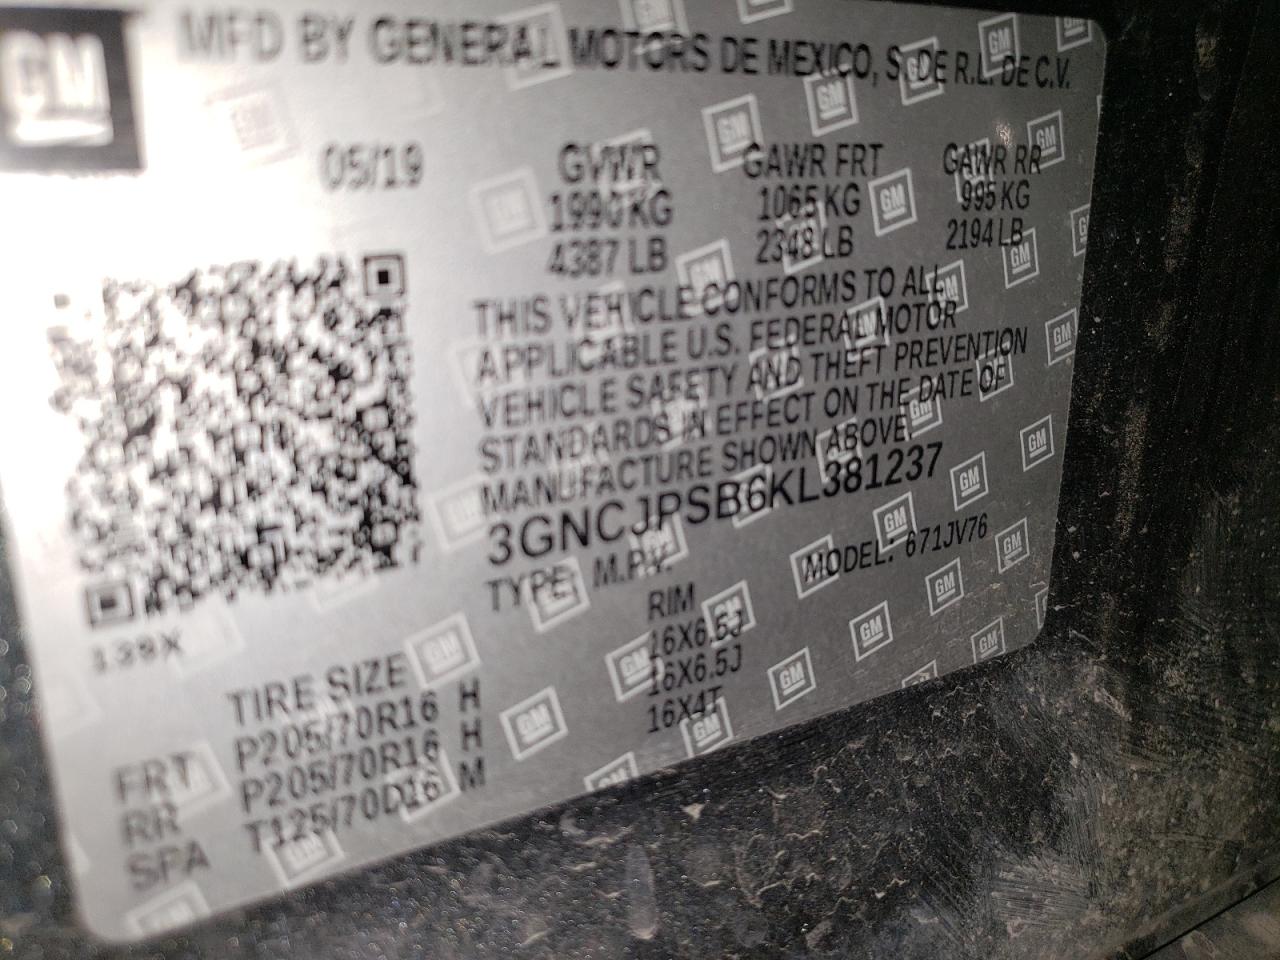 GM
MFD BY GENERAL MOTORS DE MEXICO, S. DE R.L. DE C.V.
05/19 GVWR GAWR FRT GAWR RR
1990 KG 1065 KG 995 KG
4387 LB 2348 LB 2194 LB
THIS VEHICLE CONFORMS TO ALL
APPLICABLE U.S. FEDERAL MOTOR
VEHICLE SAFETY AND THEFT PREVENTION
STANDARDS IN EFFECT ON THE DATE OF
MANUFACTURE SHOWN ABOVE
3GNCJPSB6KL381237
TYPE: M.P.V. MODEL: 671JV76
139X
TIRE SIZE RIM
FRT P205/70R16 H 16X6.5J
RR P205/70R16 H 16X6.5J
SPA T125/70D16 M 16X4T